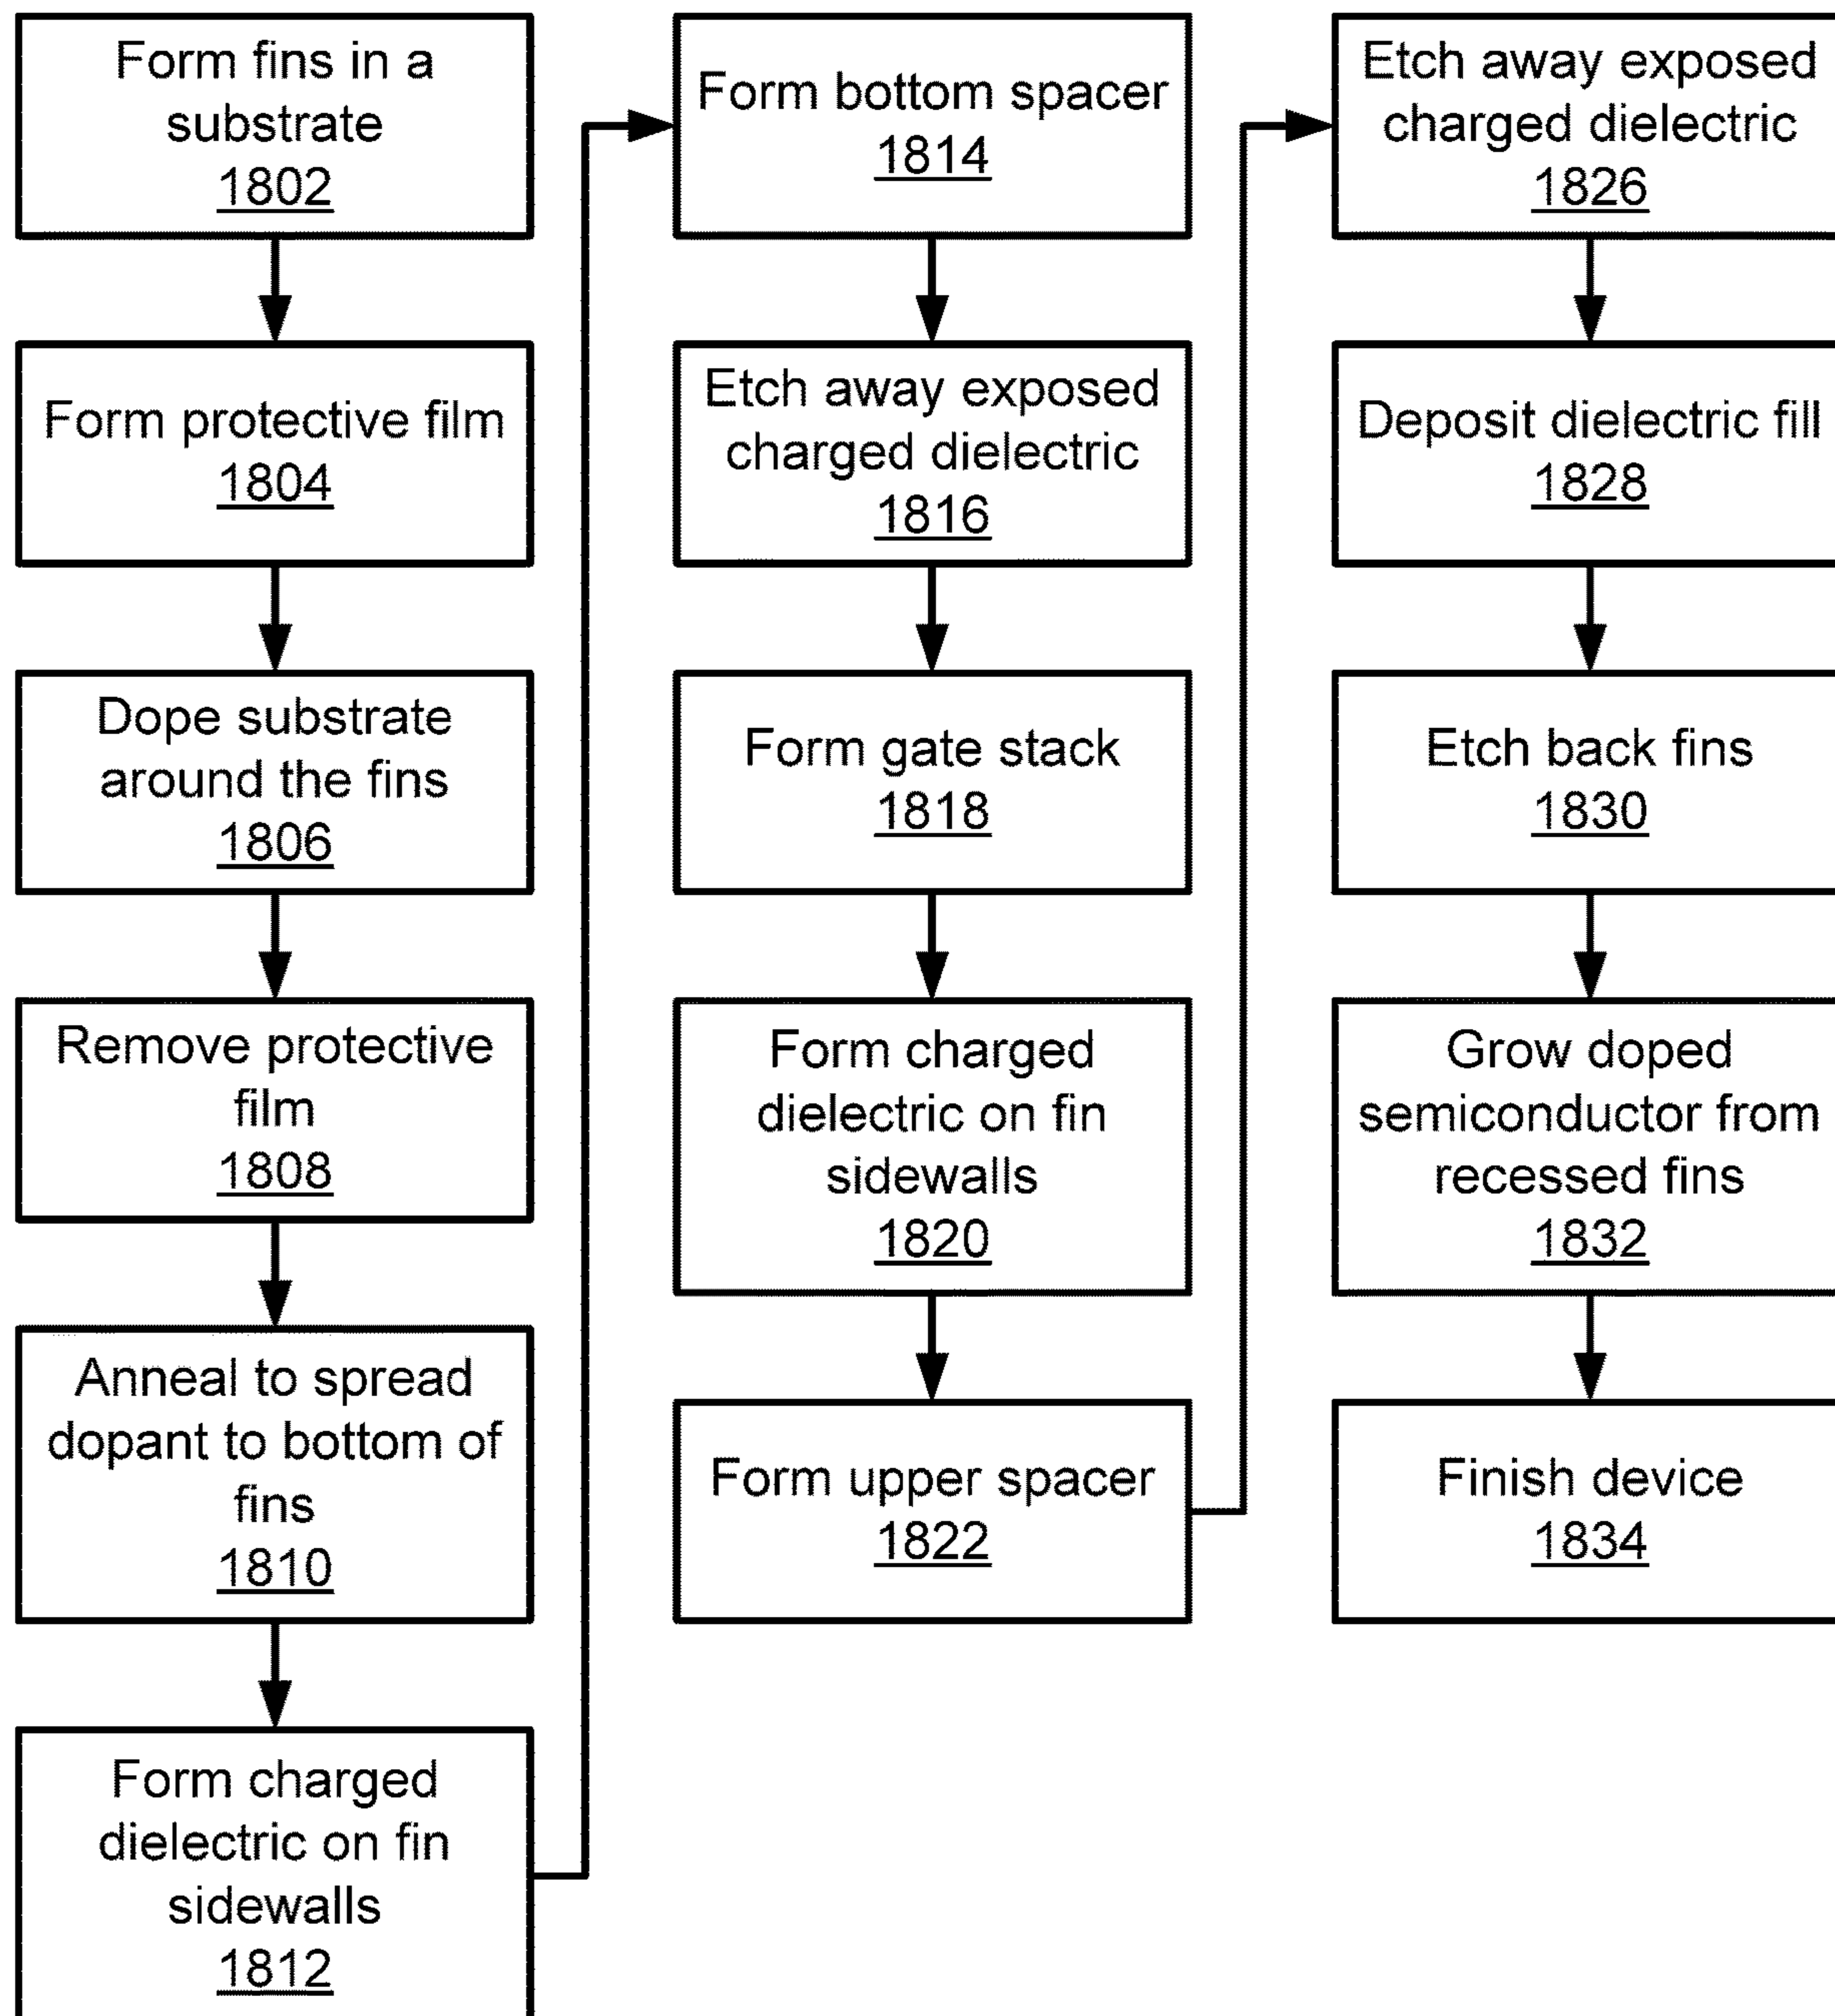 Form fins in a
substrate
1802
Form protective film
1804
Dope substrate
around the fins
1806
Remove protective
film
1808
Anneal to spread
dopant to bottom of
fins
1810
Form charged
dielectric on fin
sidewalls
1812
Form bottom spacer
1814
Etch away exposed
charged dielectric
1816
Form gate stack
1818
Form charged
dielectric on fin
sidewalls
1820
Form upper spacer
1822
Etch away exposed
charged dielectric
1826
Deposit dielectric fill
1828
Etch back fins
1830
Grow doped
semiconductor from
recessed fins
1832
Finish device
1834